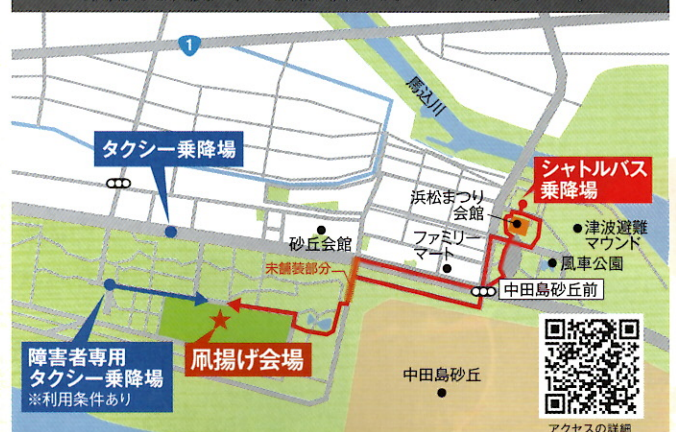 1
馬込川
タクシー乗降場
シャトルバス
乗降場
浜松まつり
会館
津波避難
マウンド
砂丘会館
ファミリー
マート
風車公園
未舗装部分
中田島砂丘前
障害者専用
タクシー乗降場
※利用条件あり
凧揚げ会場
中田島砂丘
アクセスの詳細